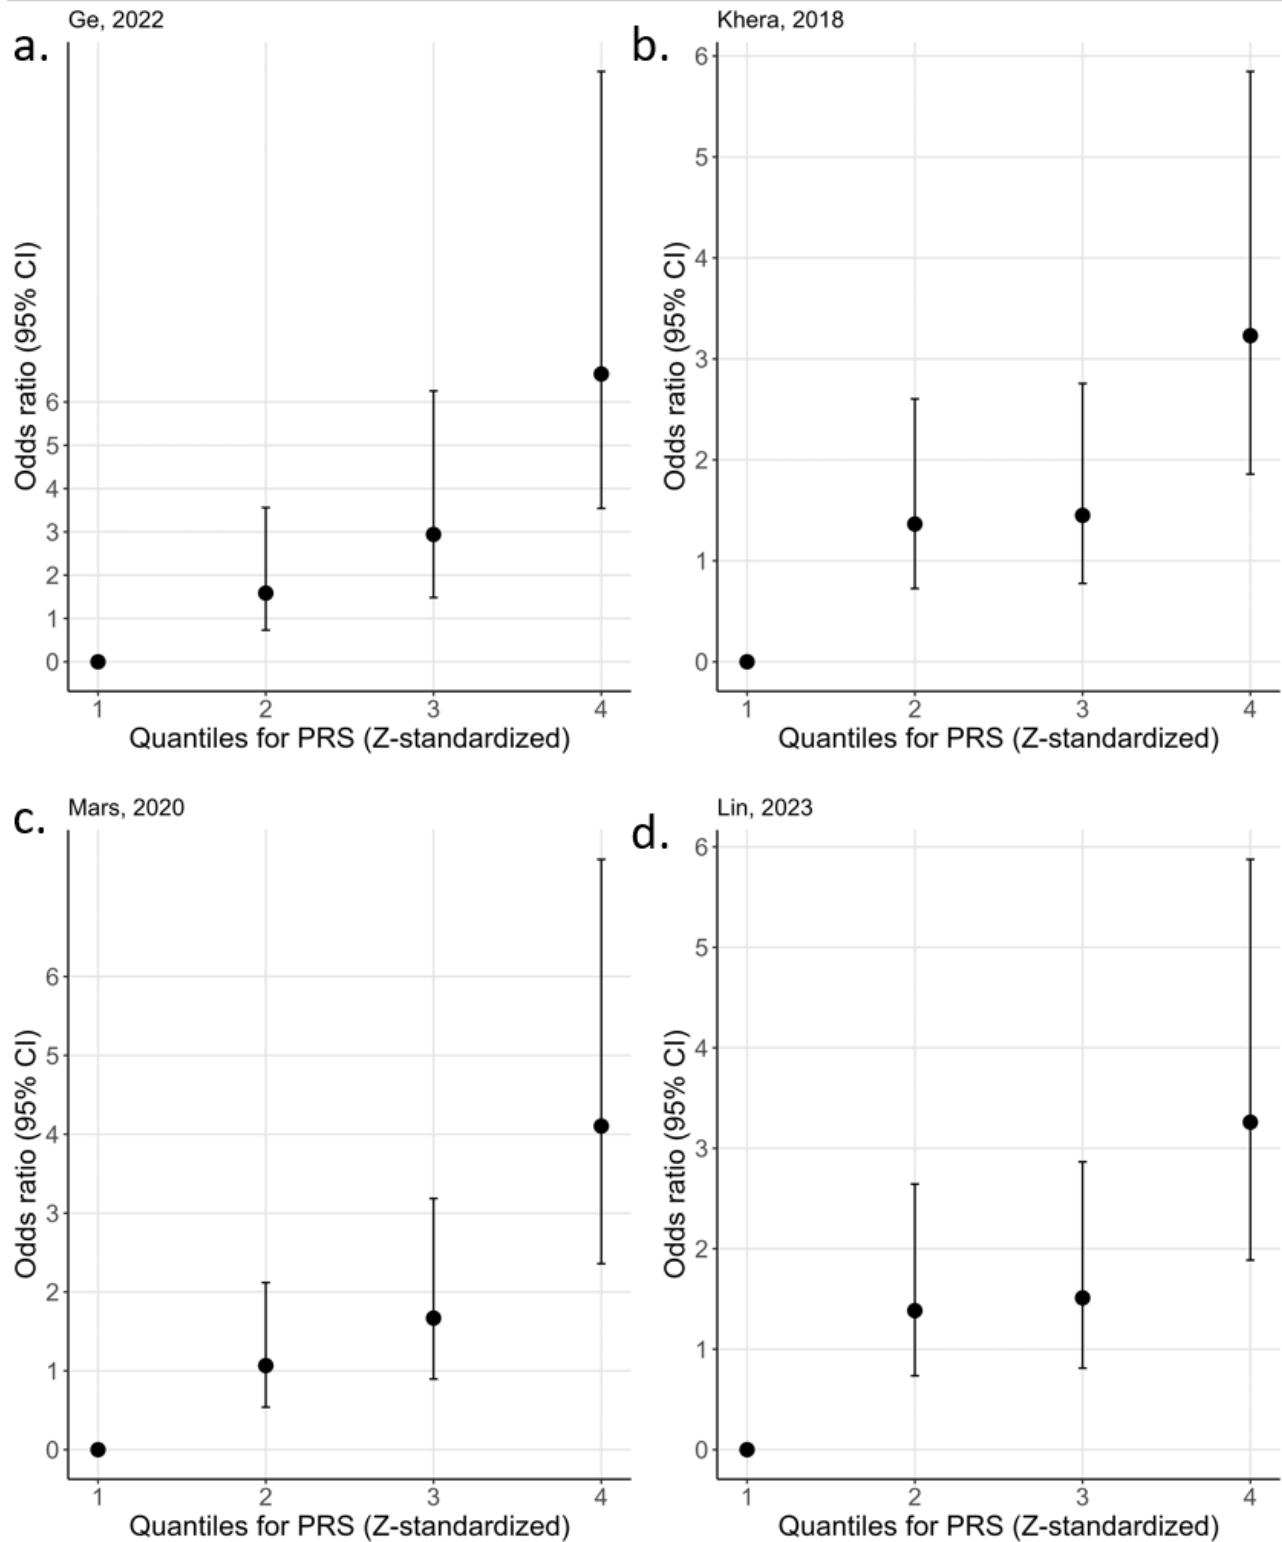 Ge, 2022
a.
Odds ratio (95% CI)
6
5
4
3
2
1
0
1 2 3 4
Quantiles for PRS (Z-standardized)
Khera, 2018
b.
Odds ratio (95% CI)
6
5
4
3
2
1
0
1 2 3 4
Quantiles for PRS (Z-standardized)
Mars, 2020
c.
Odds ratio (95% CI)
6
5
4
3
2
1
0
1 2 3 4
Quantiles for PRS (Z-standardized)
Lin, 2023
d.
Odds ratio (95% CI)
6
5
4
3
2
1
0
1 2 3 4
Quantiles for PRS (Z-standardized)